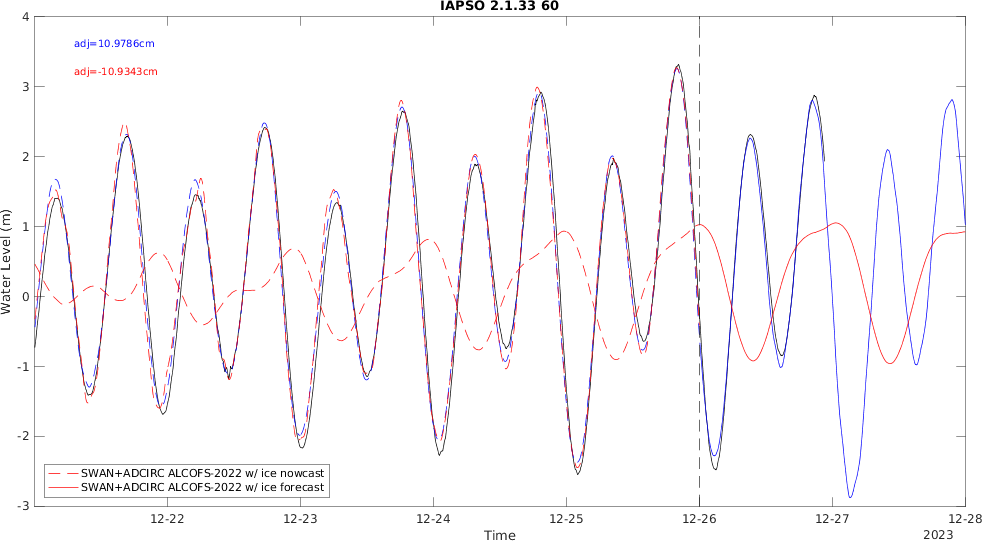 IAPSO 2.1.33 60
adj=10.9786cm
adj=-10.9343cm
Water Level (m)
4
3
2
1
0
-1
-2
-3
SWAN+ADCIRC ALCOFS-2022 w/ ice nowcast
SWAN+ADCIRC ALCOFS-2022 w/ ice forecast
12-22 12-23 12-24 12-25 12-26 12-27 12-28
Time
2023